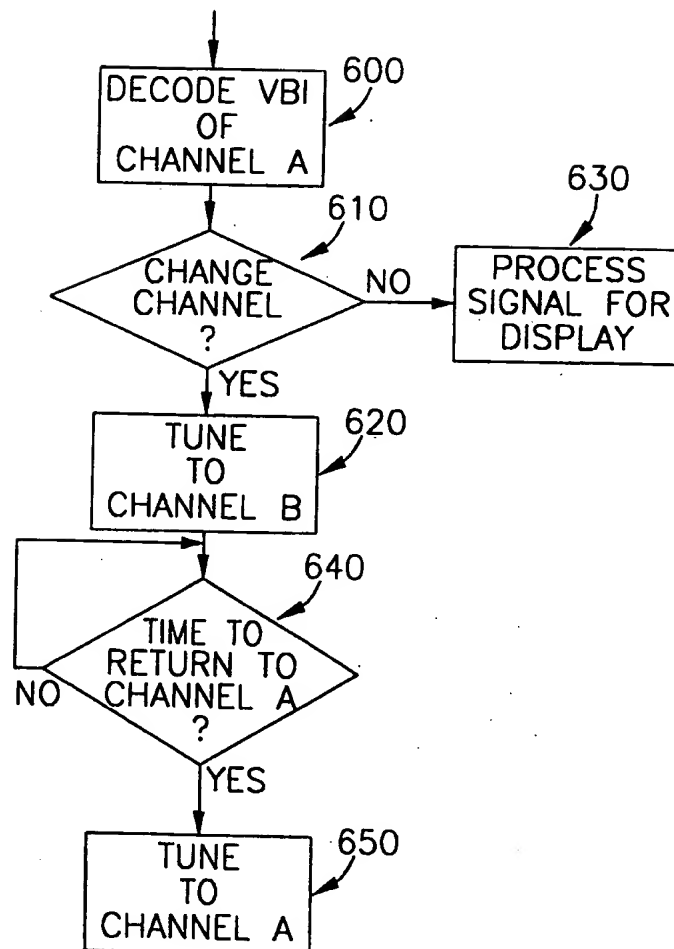 DECODE VBI
OF
CHANNEL A
600
610
CHANGE
CHANNEL
?
NO
630
PROCESS
SIGNAL FOR
DISPLAY
YES
620
TUNE
TO
CHANNEL B
640
TIME TO
RETURN TO
CHANNEL A
?
NO
YES
650
TUNE
TO
CHANNEL A